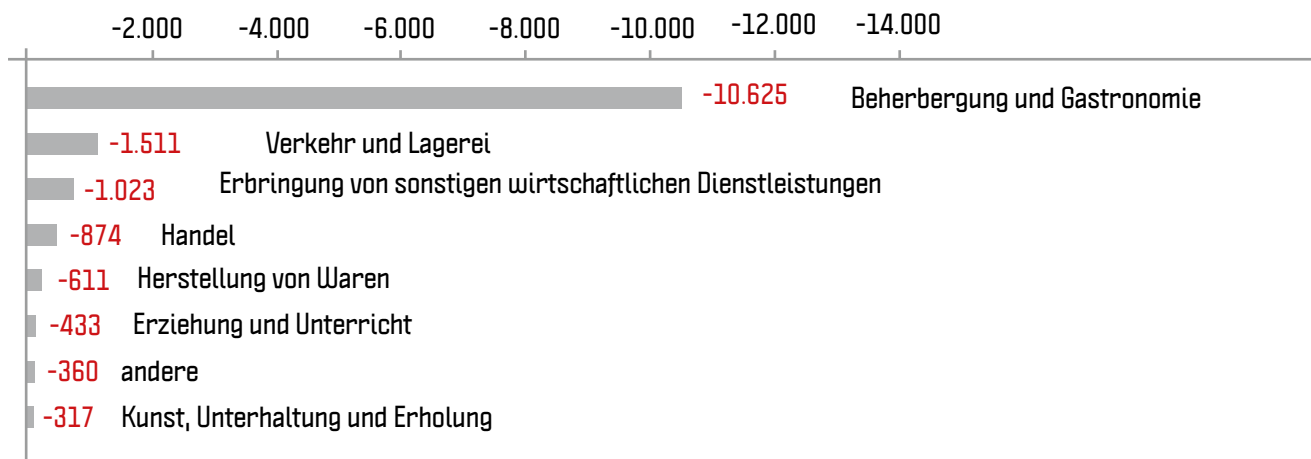 -2.000 -4.000 -6.000 -8.000 -10.000 -12.000 -14.000
-10.625 Beherbergung und Gastronomie
-1.511 Verkehr und Lagerei
-1.023 Erbringung von sonstigen wirtschaftlichen Dienstleistungen
-874 Handel
-611 Herstellung von Waren
-433 Erziehung und Unterricht
-360 andere
-317 Kunst, Unterhaltung und Erholung